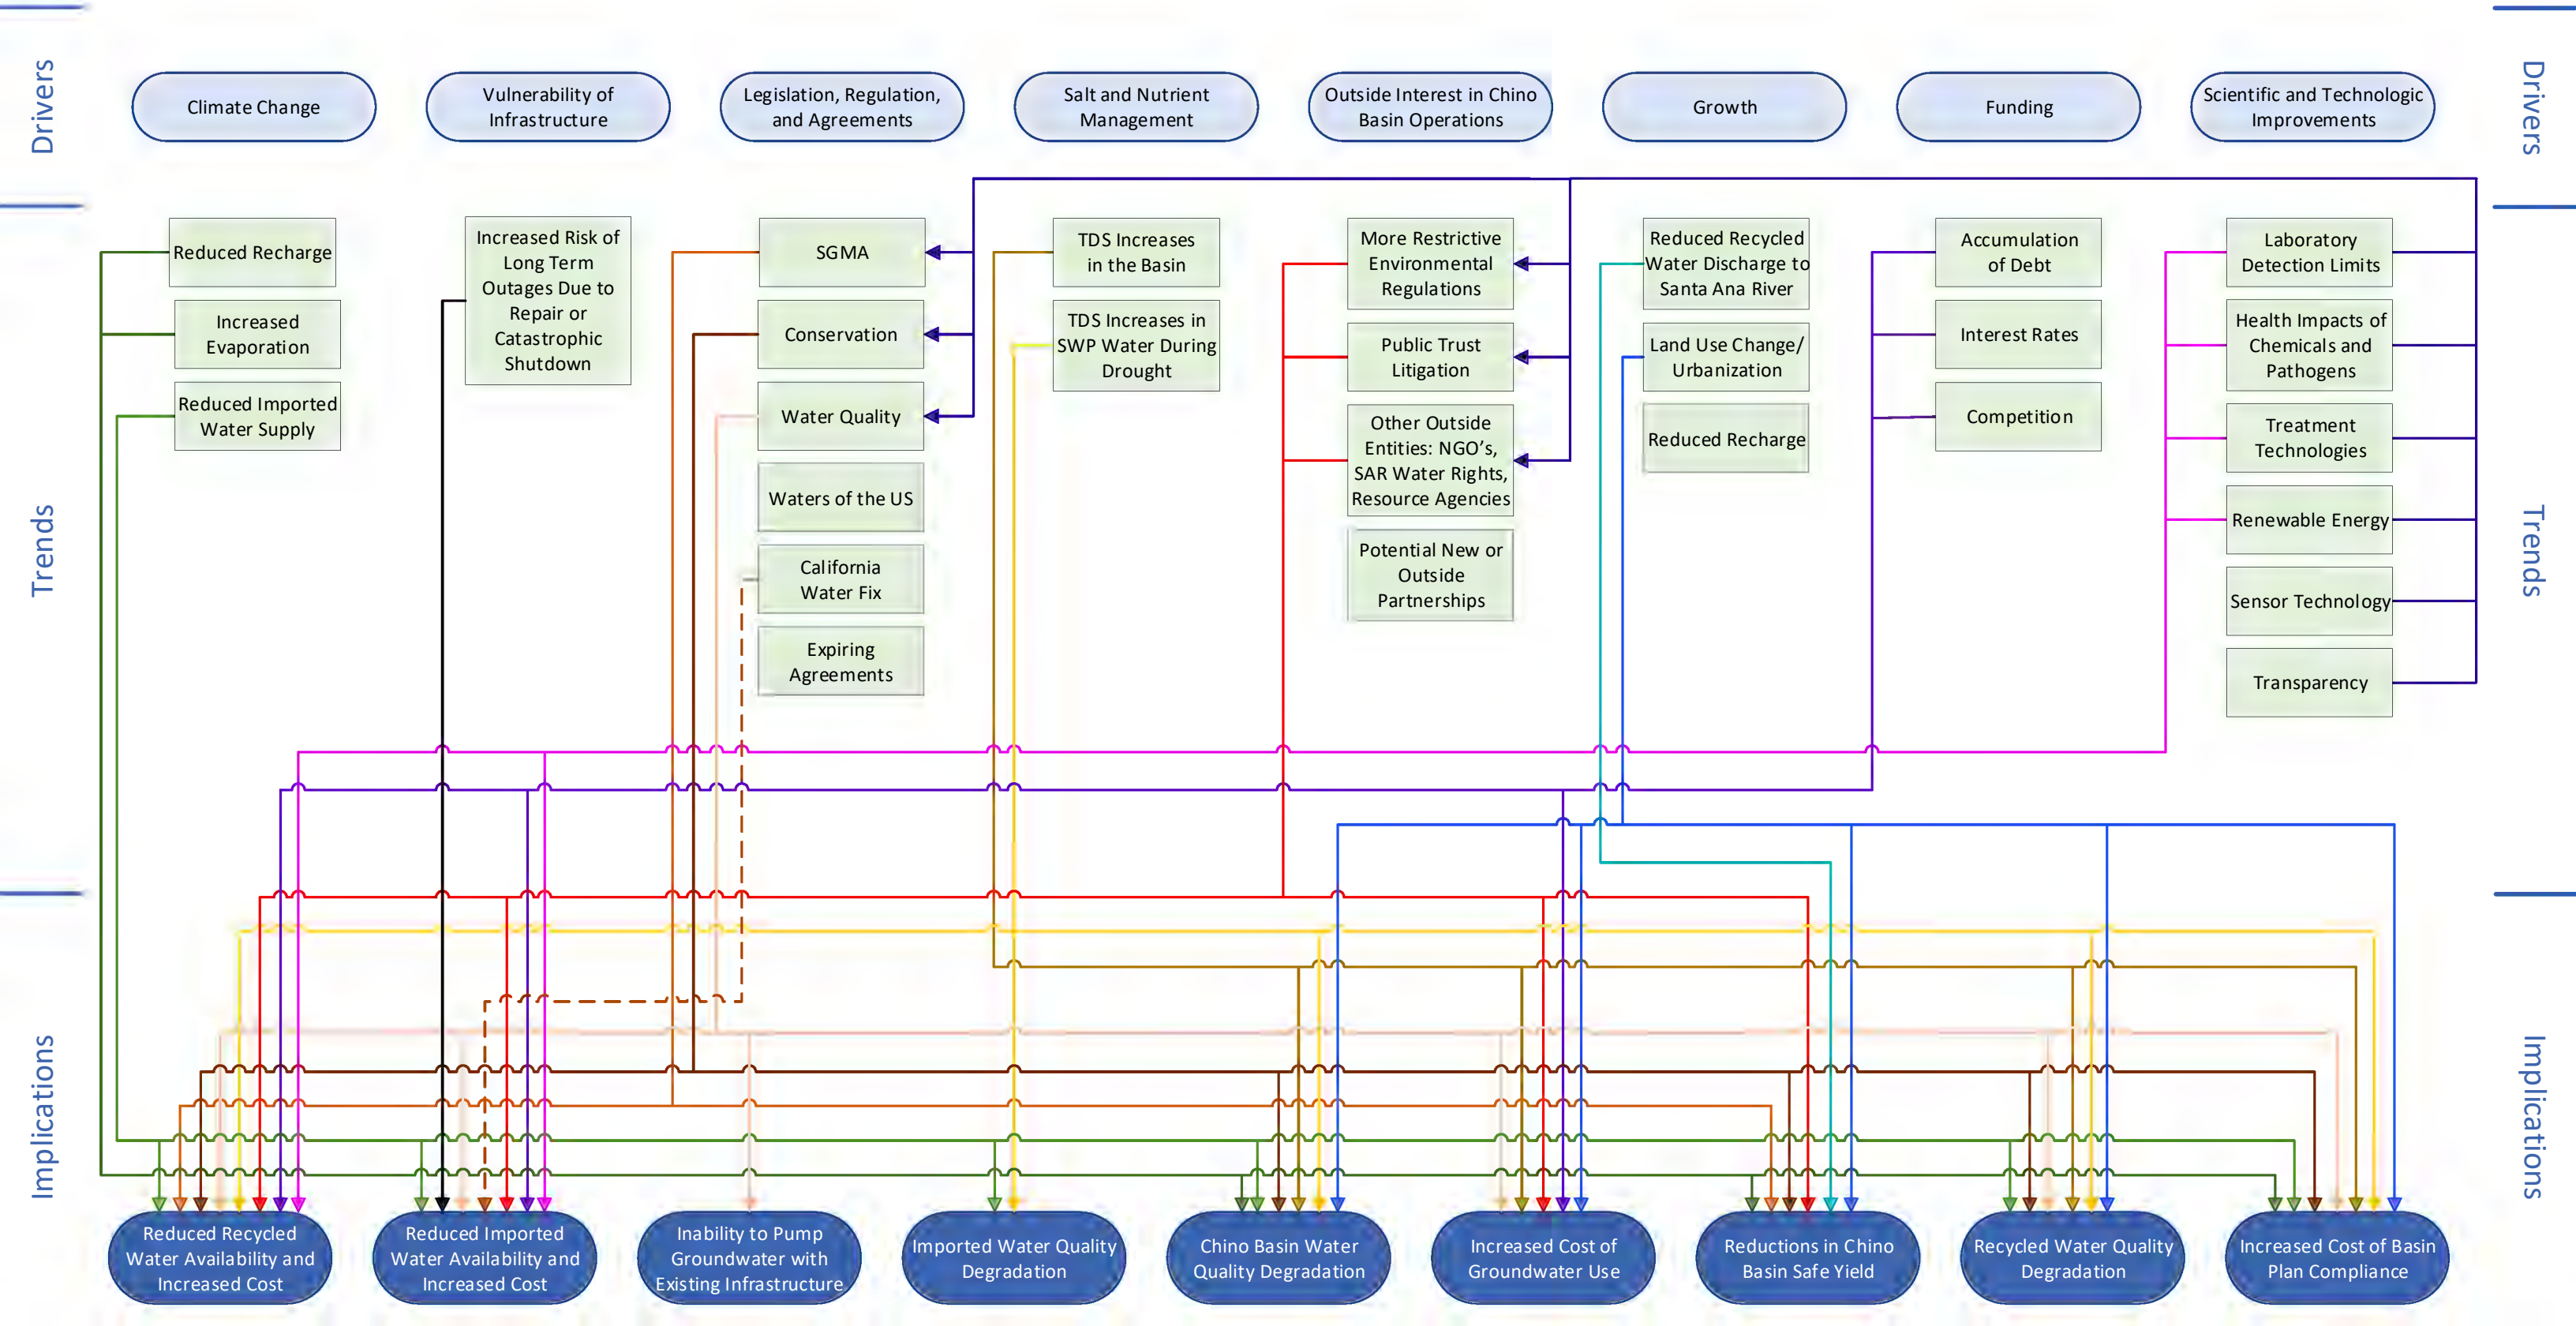 Drivers
Climate Change
Vulnerability of
Infrastructure
Legislation, Regulation,
and Agreements
Salt and Nutrient
Management
Outside Interest in Chino
Basin Operations
Growth
Funding
Scientific and Technologic
Improvements
Drivers
Trends
Reduced Recharge
Increased
Evaporation
Reduced Imported
Water Supply
Increased Risk of
Long Term
Outages Due to
Repair or
Catastrophic
Shutdown
SGMA
Conservation
Water Quality
Waters of the US
California
Water Fix
Expiring
Agreements
TDS Increases
in the Basin
TDS Increases in
SWP Water During
Drought
More Restrictive
Environmental
Regulations
Public Trust
Litigation
Other Outside
Entities: NGO's,
SAR Water Rights,
Resource Agencies
Potential New or
Outside
Partnerships
Reduced Recycled
Water Discharge to
Santa Ana River
Land Use Change/
Urbanization
Reduced Recharge
Accumulation
of Debt
Interest Rates
Competition
Laboratory
Detection Limits
Health Impacts of
Chemicals and
Pathogens
Treatment
Technologies
Renewable Energy
Sensor Technology
Transparency
Trends
Implications
Reduced Recycled
Water Availability and
Increased Cost
Reduced Imported
Water Availability and
Increased Cost
Inability to Pump
Groundwater with
Existing Infrastructure
Imported Water Quality
Degradation
Chino Basin Water
Quality Degradation
Increased Cost of
Groundwater Use
Reductions in Chino
Basin Safe Yield
Recycled Water Quality
Degradation
Increased Cost of Basin
Plan Compliance
Implications